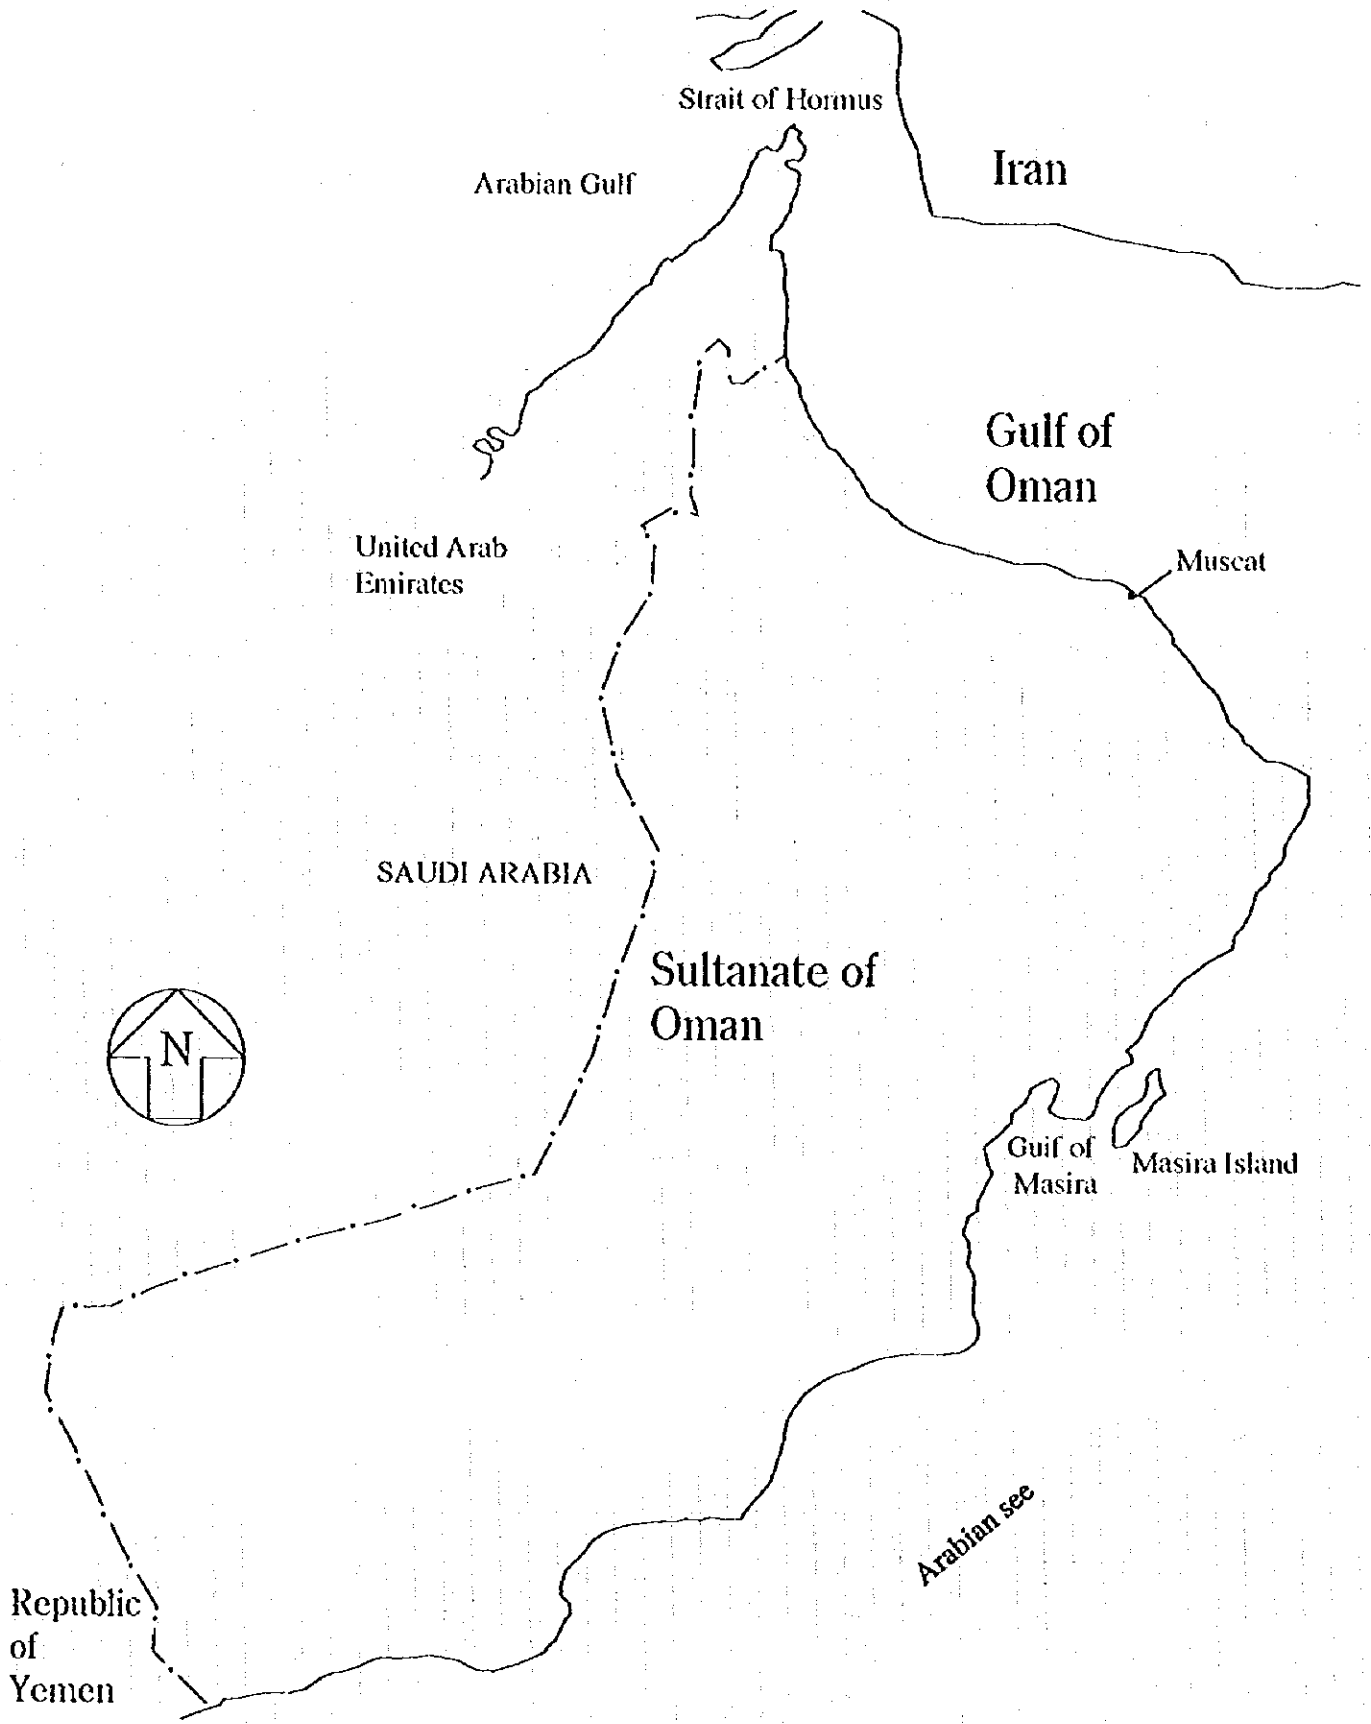 Strait of Hormus
Iran
Arabian Gulf
Gulf of
Oman
United Arab
Emirates
Muscat
SAUDI ARABIA
Sultanate of
Oman
N
Gulf of
Masira
Masira Island
Arabian see
Republic
of
Yemen